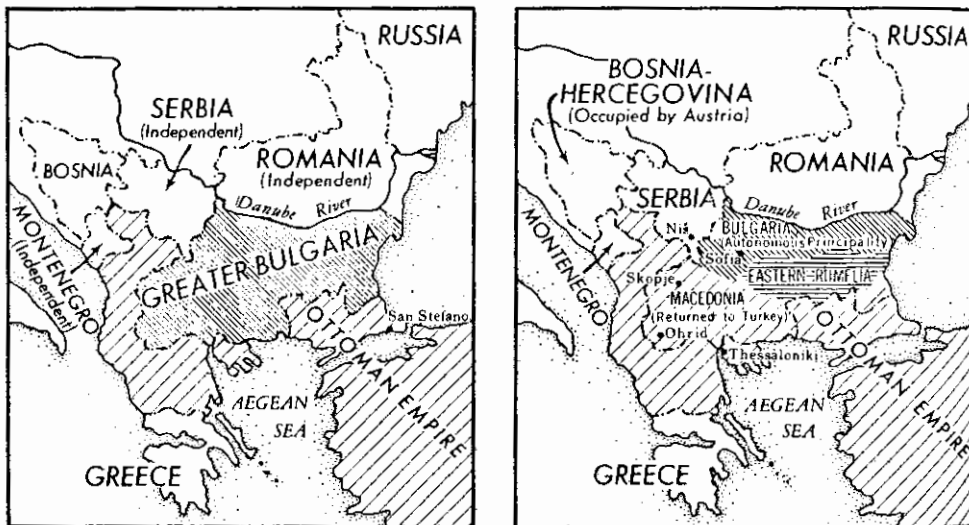 RUSSIA
SERBIA
(Independent)
BOSNIA
ROMANIA
(Independent)
Danube River
MONTENEGRO
(Independent)
GREATER BULGARIA
San Stefano
OTTOMAN EMPIRE
AEGEAN
SEA
GREECE
RUSSIA
BOSNIA-
HERCEGOVINA
(Occupied by Austria)
ROMANIA
SERBIA
Danube River
MONTENEGRO
Niš
BULGARIA
Autonomous Principality
Sofia
EASTERN RUMELIA
Skopje
MACEDONIA
(Returned to Turkey)
Ohrid
OTTOMAN EMPIRE
Thessaloniki
AEGEAN
SEA
GREECE